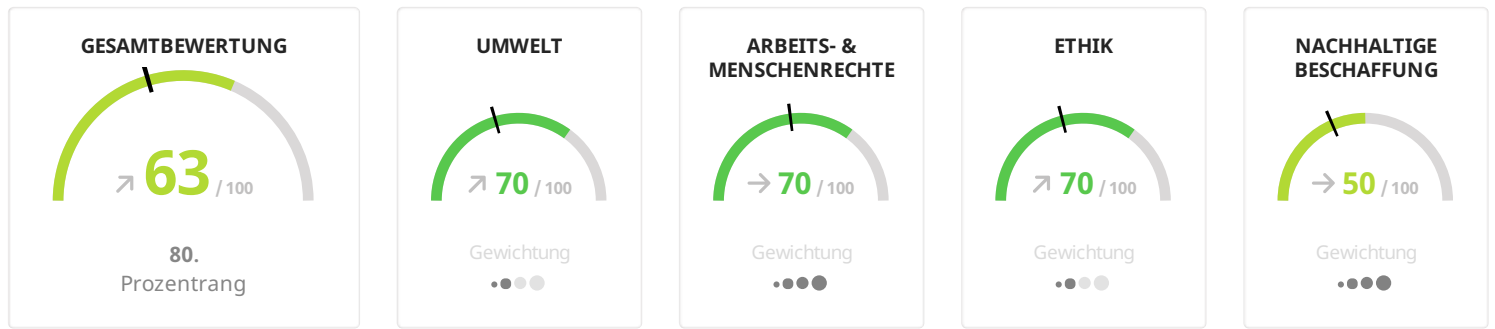 GESAMTBEWERTUNG
63 / 100
80.
Prozentrang
UMWELT
70 / 100
Gewichtung
ARBEITS- &
MENSCHENRECHTE
70 / 100
Gewichtung
ETHIK
70 / 100
Gewichtung
NACHHALTIGE
BESCHAFFUNG
50 / 100
Gewichtung